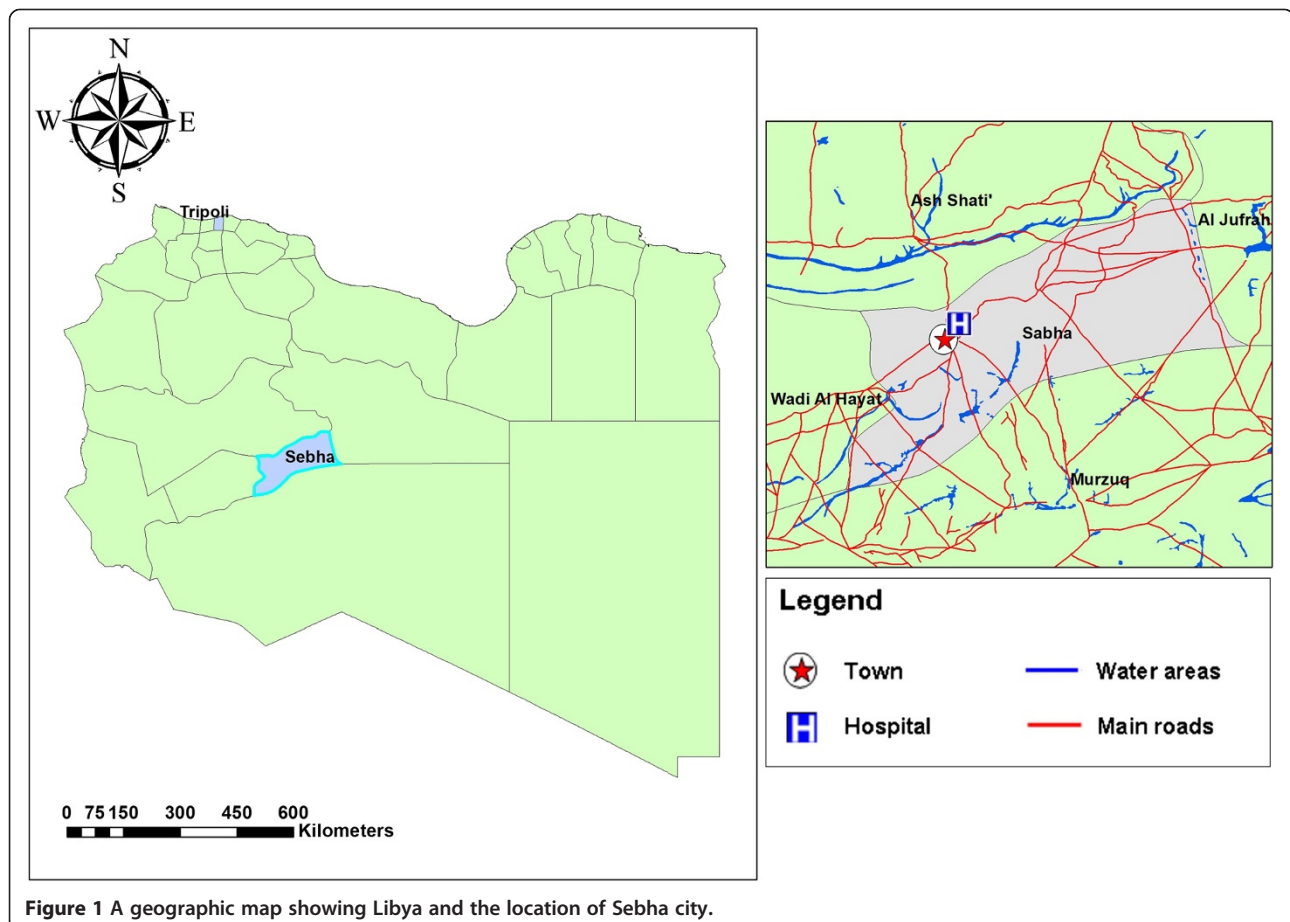 N
W E
S
Tripoli
Sebha
0 75 150 300 450 600
Kilometers
Ash Shati'
Al Jufrah
Sabha
Wadi Al Hayat
Murzuq
Legend
Town
Water areas
H Hospital
Main roads
H
Figure 1 A geographic map showing Libya and the location of Sebha city.